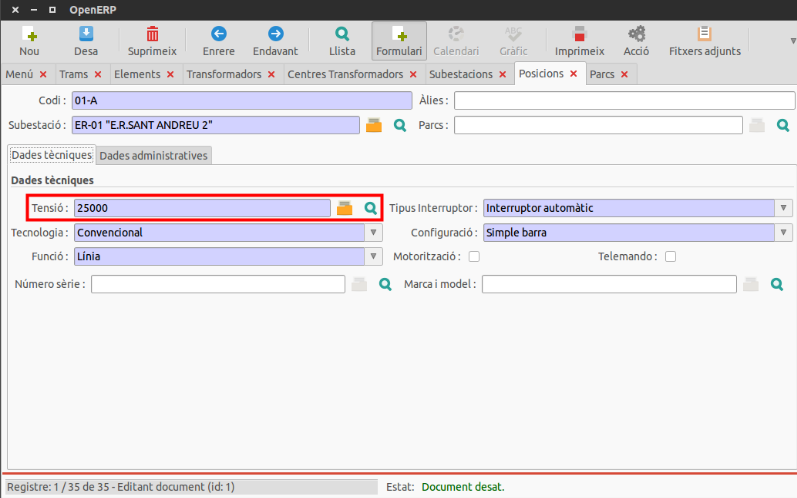 OpenERP
Nou Desa Suprimeix Enrere Endavant Llista Formulari Calendari Gràfic Imprimeix Acció Fitxers adjunts
Menú Trams Elements Transformadors Centres Transformadors Subestacions Posicions Parcs
Codi : 01-A Àlies :
Subestació : ER-01 "E.R.SANT ANDREU 2" Parcs :
Dades tècniques Dades administratives
Dades tècniques
Tensió : 25000 Tipus Interruptor : Interruptor automàtic
Tecnologia : Convencional Configuració : Simple barra
Funció : Línia Motorització : Telemando :
Número sèrie : Marca i model :
Registre: 1 / 35 de 35 - Editant document (id: 1) Estat: Document desat.